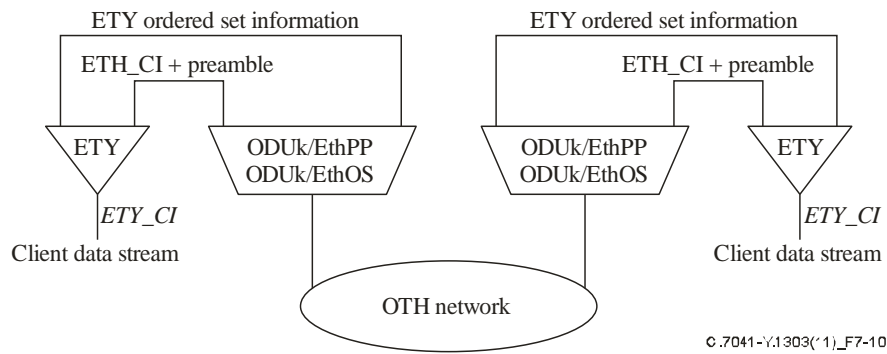 ETY ordered set information
ETY ordered set information
ETH_CI + preamble
ETH_CI + preamble
ETY
ODUk/EthPP
ODUk/EthOS
ODUk/EthPP
ODUk/EthOS
ETY
ETY_CI
ETY_CI
Client data stream
Client data stream
OTH network
G.7041-Y.1303(11)_F7-10